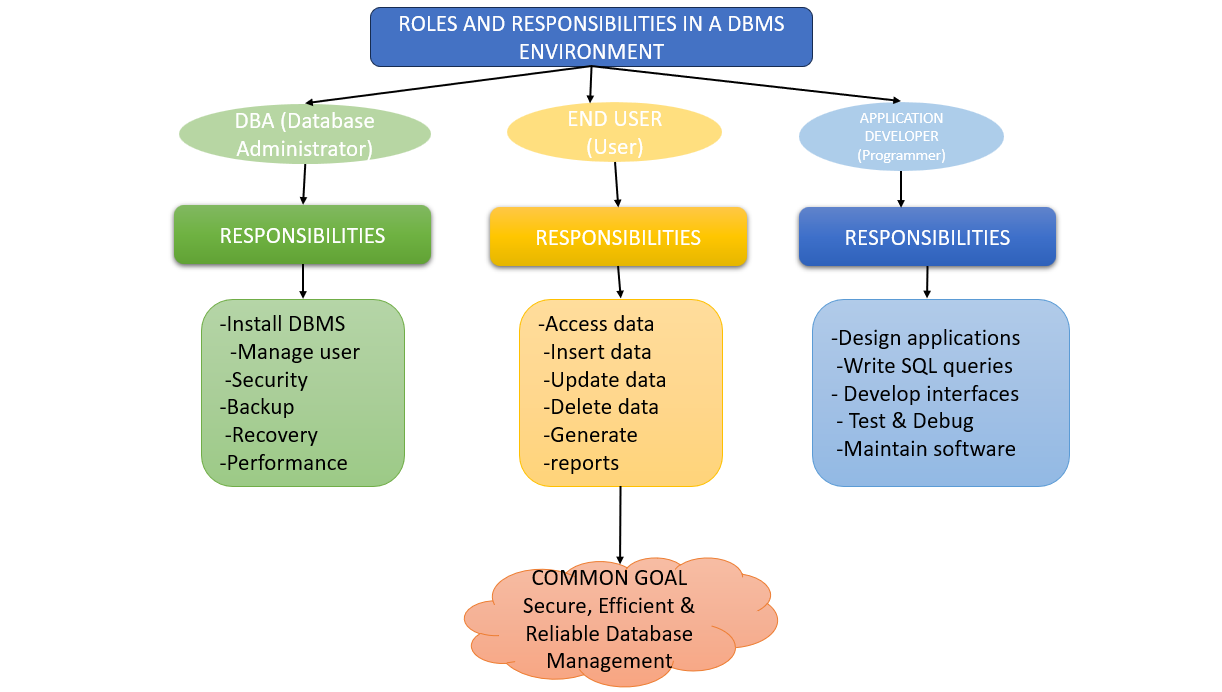 ROLES AND RESPONSIBILITIES IN A DBMS
ENVIRONMENT
DBA (Database
Administrator)
END USER
(User)
APPLICATION
DEVELOPER
(Programmer)
RESPONSIBILITIES
RESPONSIBILITIES
RESPONSIBILITIES
-Install DBMS
-Manage user
-Security
-Backup
-Recovery
-Performance
-Access data
-Insert data
-Update data
-Delete data
-Generate
-reports
-Design applications
-Write SQL queries
- Develop interfaces
- Test & Debug
-Maintain software
COMMON GOAL
Secure, Efficient &
Reliable Database
Management